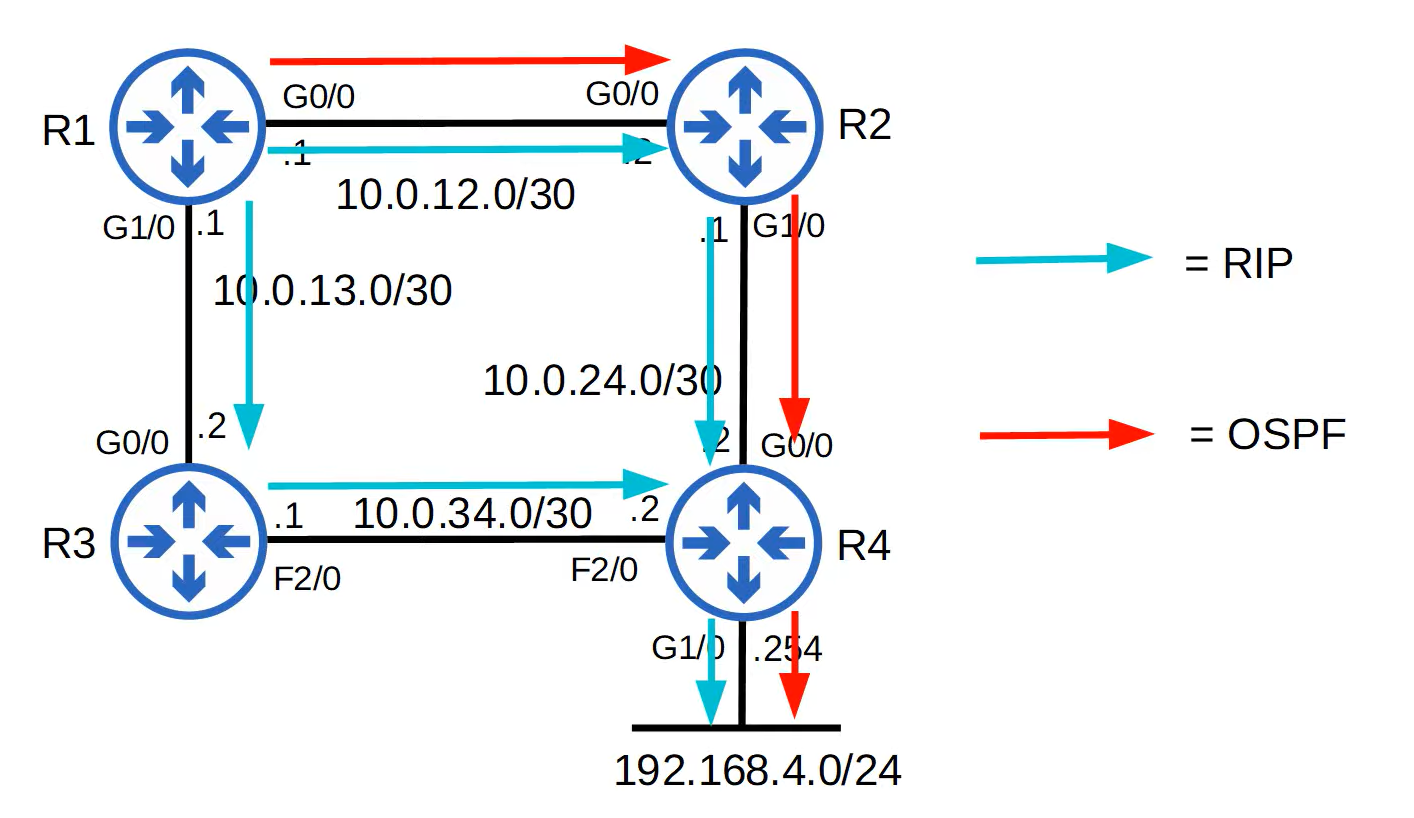 G0/0
G0/0
R1
R2
.1
.2
10.0.12.0/30
G1/0
.1
.1
G1/0
= RIP
10.0.13.0/30
10.0.24.0/30
G0/0
.2
.2
G0/0
= OSPF
R3
.1
10.0.34.0/30
.2
R4
F2/0
F2/0
G1/0
.254
192.168.4.0/24